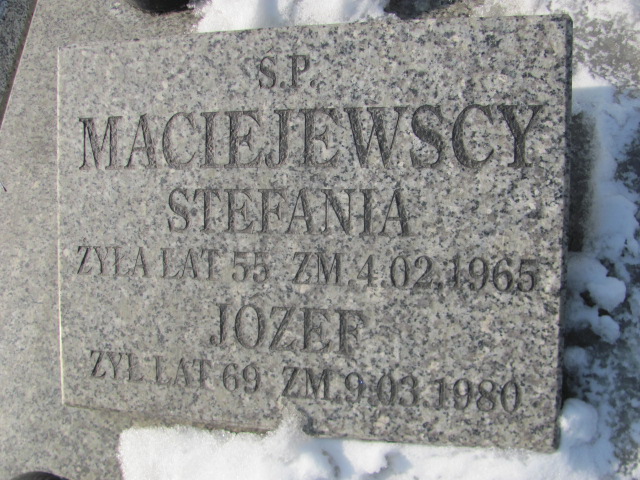 Ś.P.
MACIEJEWSCY
STEFANIA
ŻYŁA LAT 55 ZM. 4.02.1965
JÓZEF
ŻYŁ LAT 69 ZM. 9.03.1980